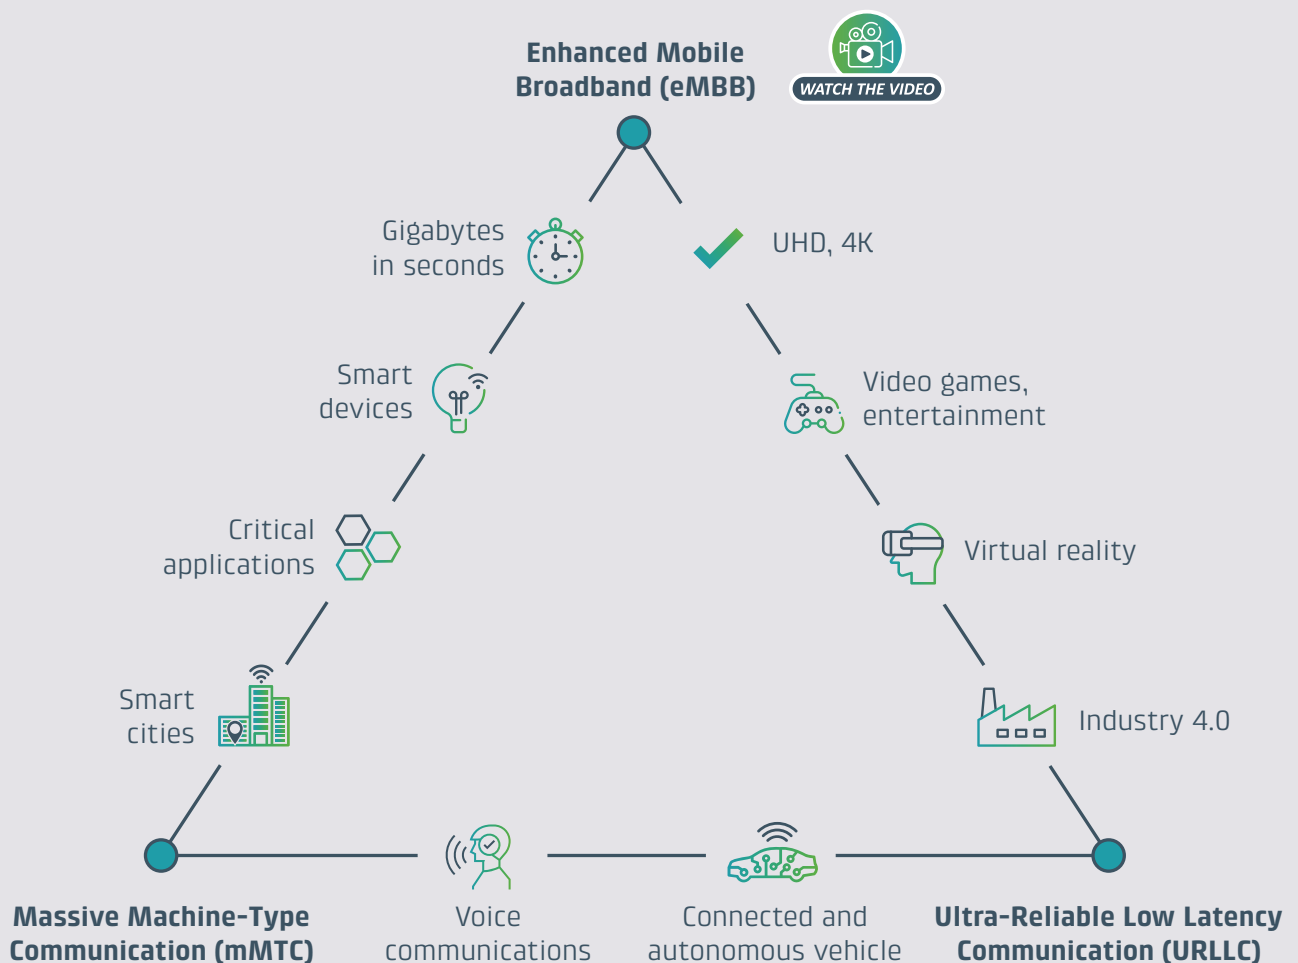 Enhanced Mobile
Broadband (eMBB)
WATCH THE VIDEO
Gigabytes
in seconds
UHD, 4K
Smart
devices
Video games,
entertainment
Critical
applications
Virtual reality
Smart
cities
Industry 4.0
Massive Machine-Type
Communication (mMTC)
Voice
communications
Connected and
autonomous vehicle
Ultra-Reliable Low Latency
Communication (URLLC)